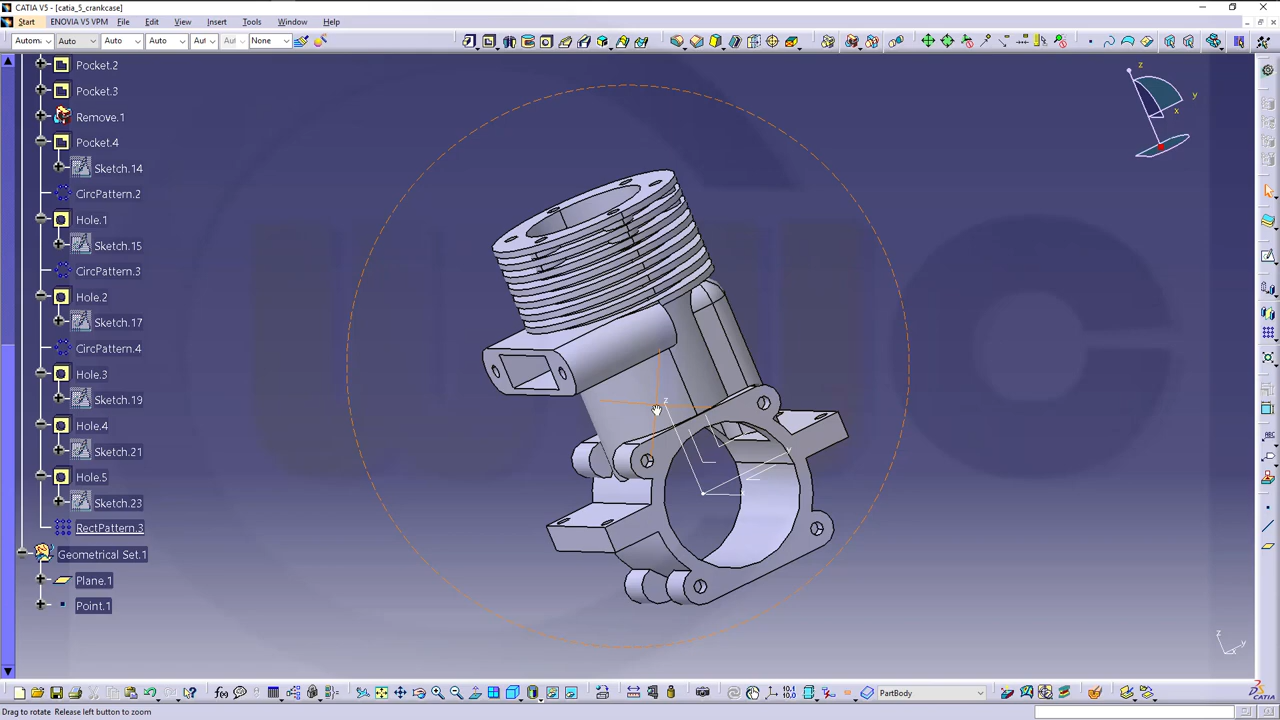 CATIA V5 - [catia_5_crankcase]
Start ENOVIA V5 VPM File Edit View Insert Tools Window Help
Autom Auto Auto Auto Aut Aut None
Pocket.2
Pocket.3
Remove.1
Pocket.4
Sketch.14
CircPattern.2
Hole.1
Sketch.15
CircPattern.3
Hole.2
Sketch.17
CircPattern.4
Hole.3
Sketch.19
Hole.4
Sketch.21
Hole.5
Sketch.23
RectPattern.3
Geometrical Set.1
Plane.1
Point.1
z
y
x
z
x
z
y
PartBody
Drag to rotate. Release left button to zoom